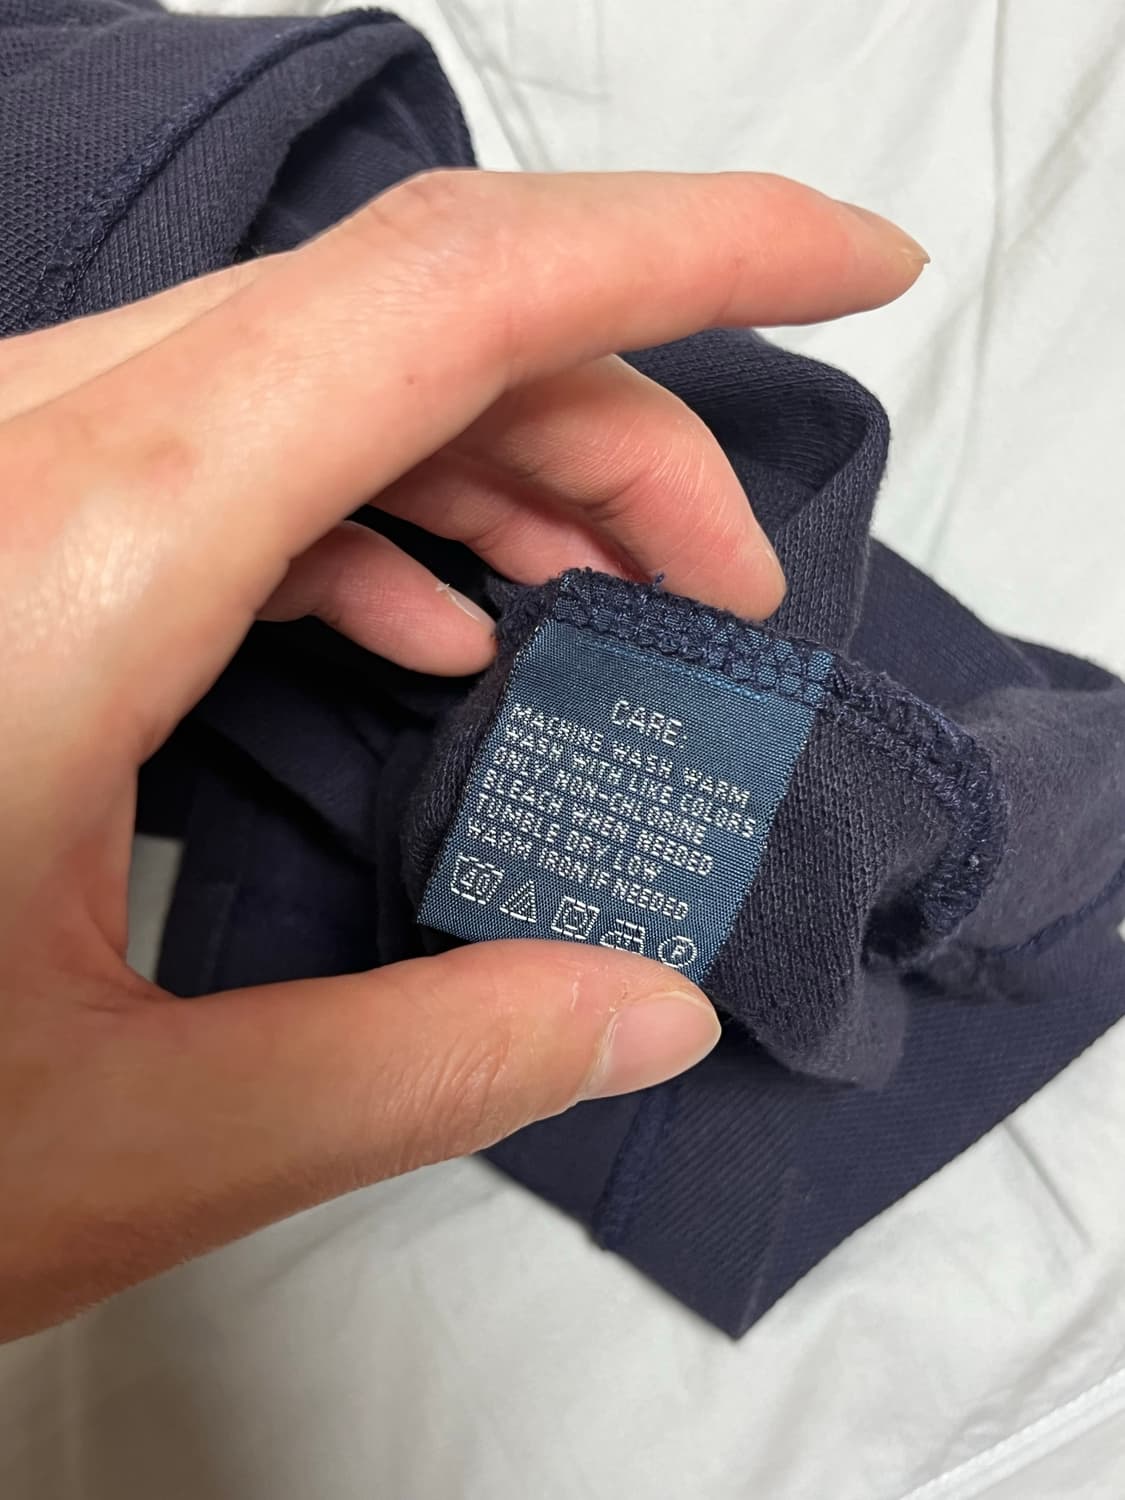 CARE:
MACHINE WASH WARM
WASH WITH LIKE COLORS
ONLY NON-CHLORINE
BLEACH WHEN NEEDED
TUMBLE DRY LOW
WARM IRON IF NEEDED
40 P